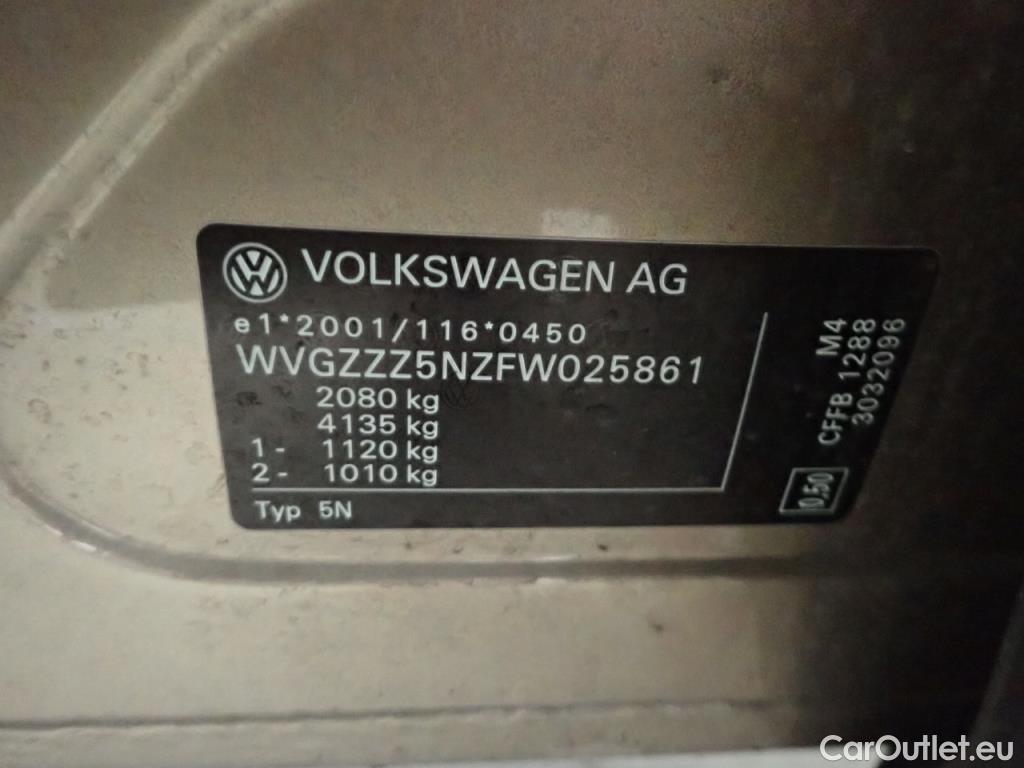 VOLKSWAGEN AG
e1*2001/116*0450
WVGZZZ5NZFW025861
2080 kg
4135 kg
1 - 1120 kg
2 - 1010 kg
Typ 5N
M4
CFFB 1288
3032096
0.50
CarOutlet.eu